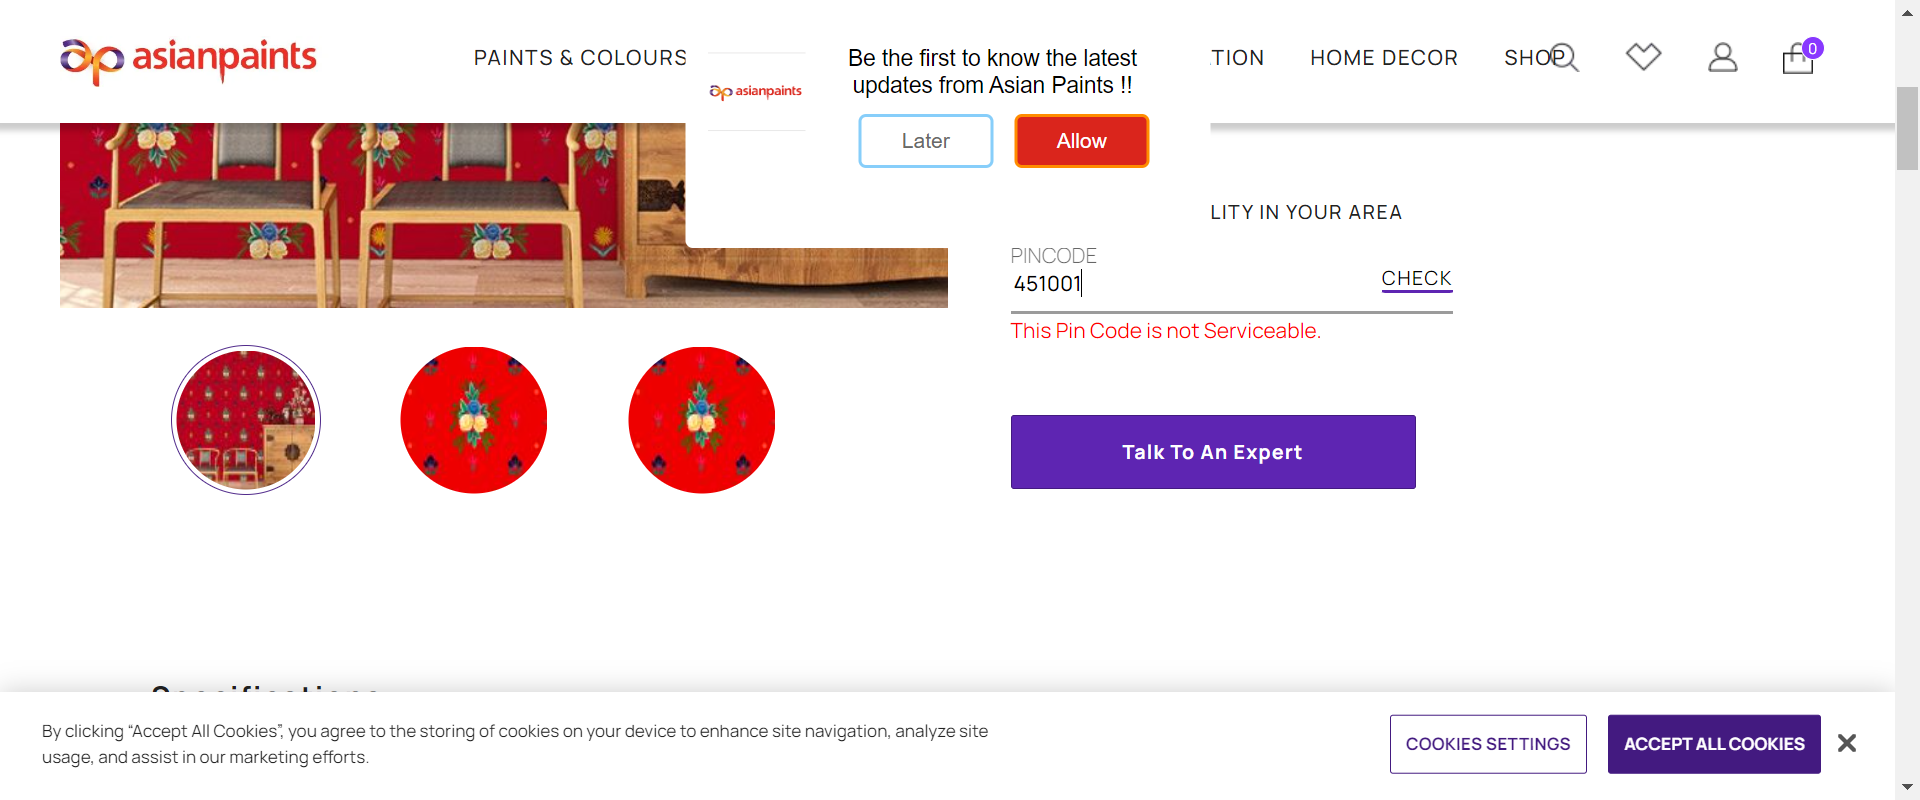 asianpaints
PAINTS & COLOURS
TION
HOME DECOR
SHOP
0
asianpaints
Be the first to know the latest
updates from Asian Paints !!
Later
Allow
LITY IN YOUR AREA
PINCODE
451001
CHECK
This Pin Code is not Serviceable.
Talk To An Expert
Specifications
By clicking “Accept All Cookies”, you agree to the storing of cookies on your device to enhance site navigation, analyze site
usage, and assist in our marketing efforts.
COOKIES SETTINGS
ACCEPT ALL COOKIES